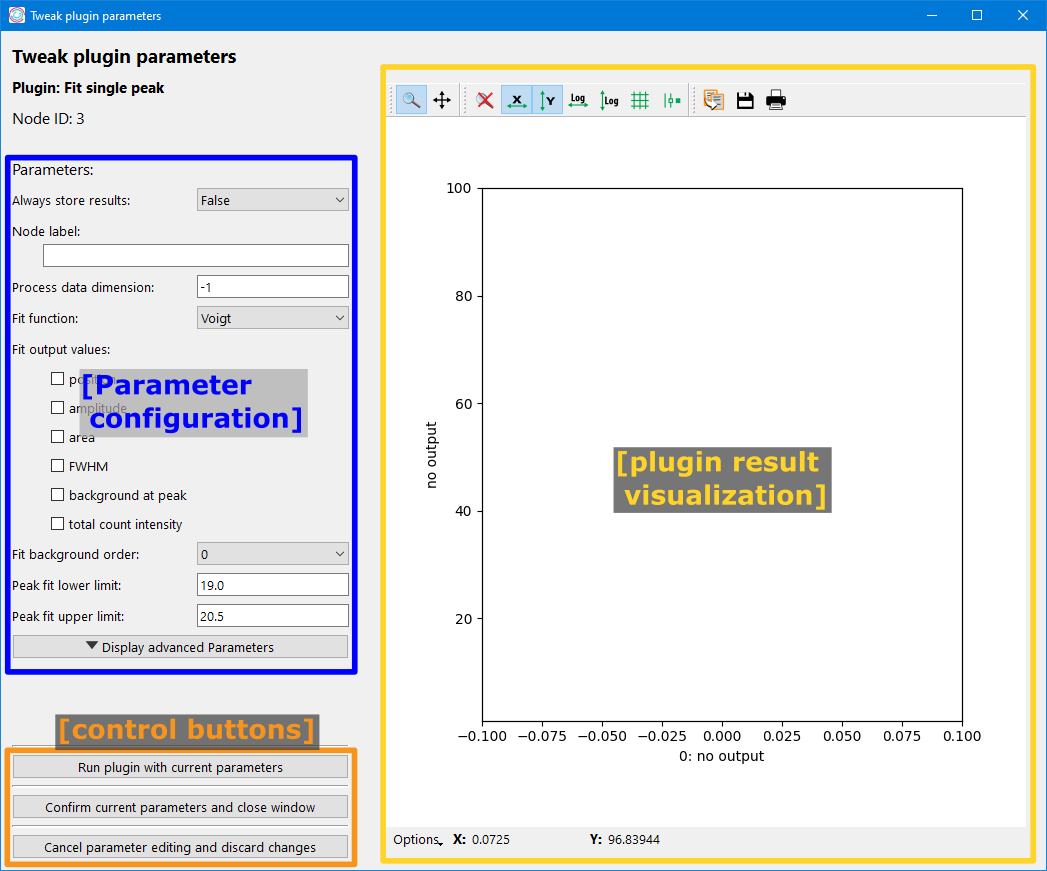 Tweak plugin parameters
Tweak plugin parameters
Plugin: Fit single peak
Node ID: 3
Parameters:
Always store results: False
Node label:
Process data dimension: -1
Fit function: Voigt
Fit output values:
position
amplitude
[Parameter
configuration]
area
FWHM
background at peak
total count intensity
Fit background order: 0
Peak fit lower limit: 19.0
Peak fit upper limit: 20.5
Display advanced Parameters
[control buttons]
Run plugin with current parameters
Confirm current parameters and close window
Cancel parameter editing and discard changes
X Y Log Log
100
80
60
40
20
no output
[plugin result
visualization]
−0.100 −0.075 −0.050 −0.025 0.000 0.025 0.050 0.075 0.100
0: no output
Options X: 0.0725 Y: 96.83944